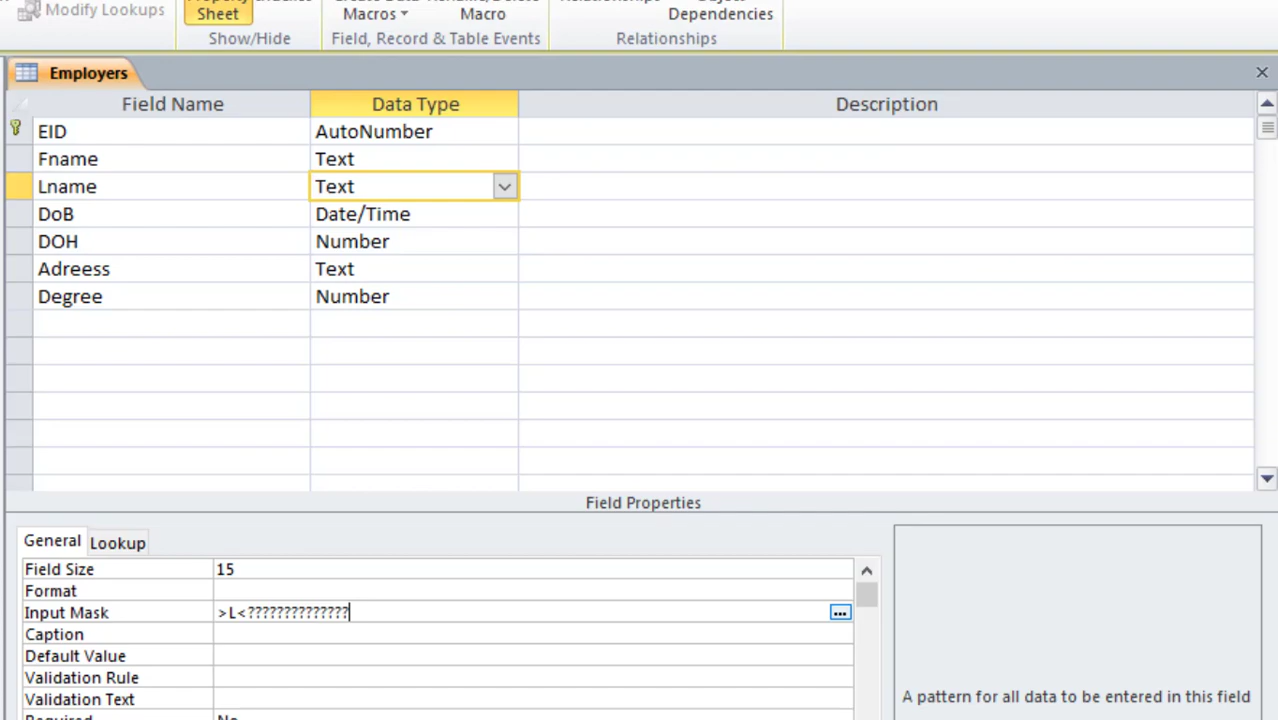 Modify Lookups
Sheet
Macros
Macro
Dependencies
Show/Hide
Field, Record & Table Events
Relationships
Employers
Field Name Data Type Description
EID AutoNumber
Fname Text
Lname Text
DoB Date/Time
DOH Number
Adreess Text
Degree Number
Field Properties
General Lookup
Field Size 15
Format
Input Mask >L<??????????????
Caption
Default Value
Validation Rule
Validation Text
Required No
A pattern for all data to be entered in this field